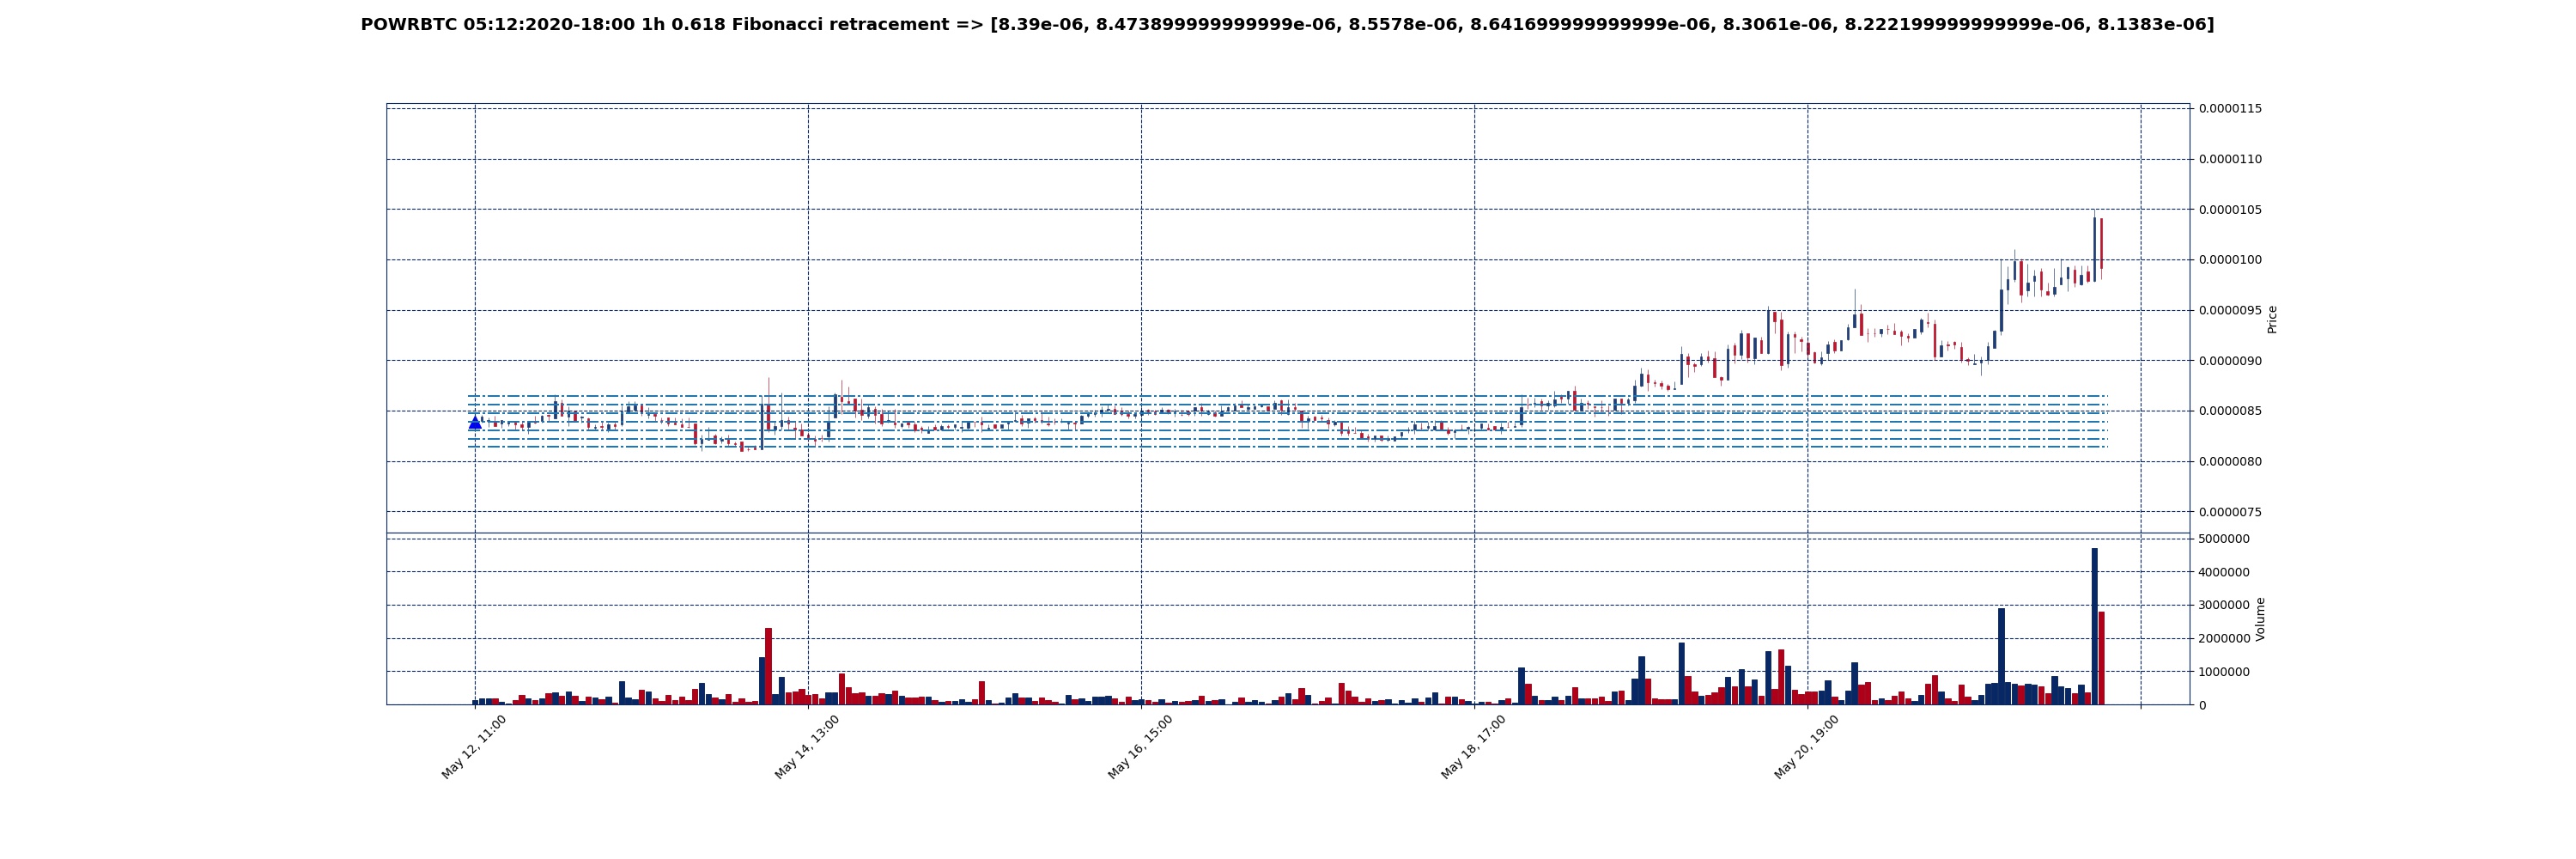 POWRBTC 05:12:2020-18:00 1h 0.618 Fibonacci retracement => [8.39e-06, 8.473899999999999e-06, 8.5578e-06, 8.641699999999999e-06, 8.3061e-06, 8.222199999999999e-06, 8.1383e-06]
0.0000115
0.0000110
0.0000105
0.0000100
0.0000095
0.0000090
0.0000085
0.0000080
0.0000075
Price
5000000
4000000
3000000
2000000
1000000
0
Volume
May 12, 11:00
May 14, 13:00
May 16, 15:00
May 18, 17:00
May 20, 19:00